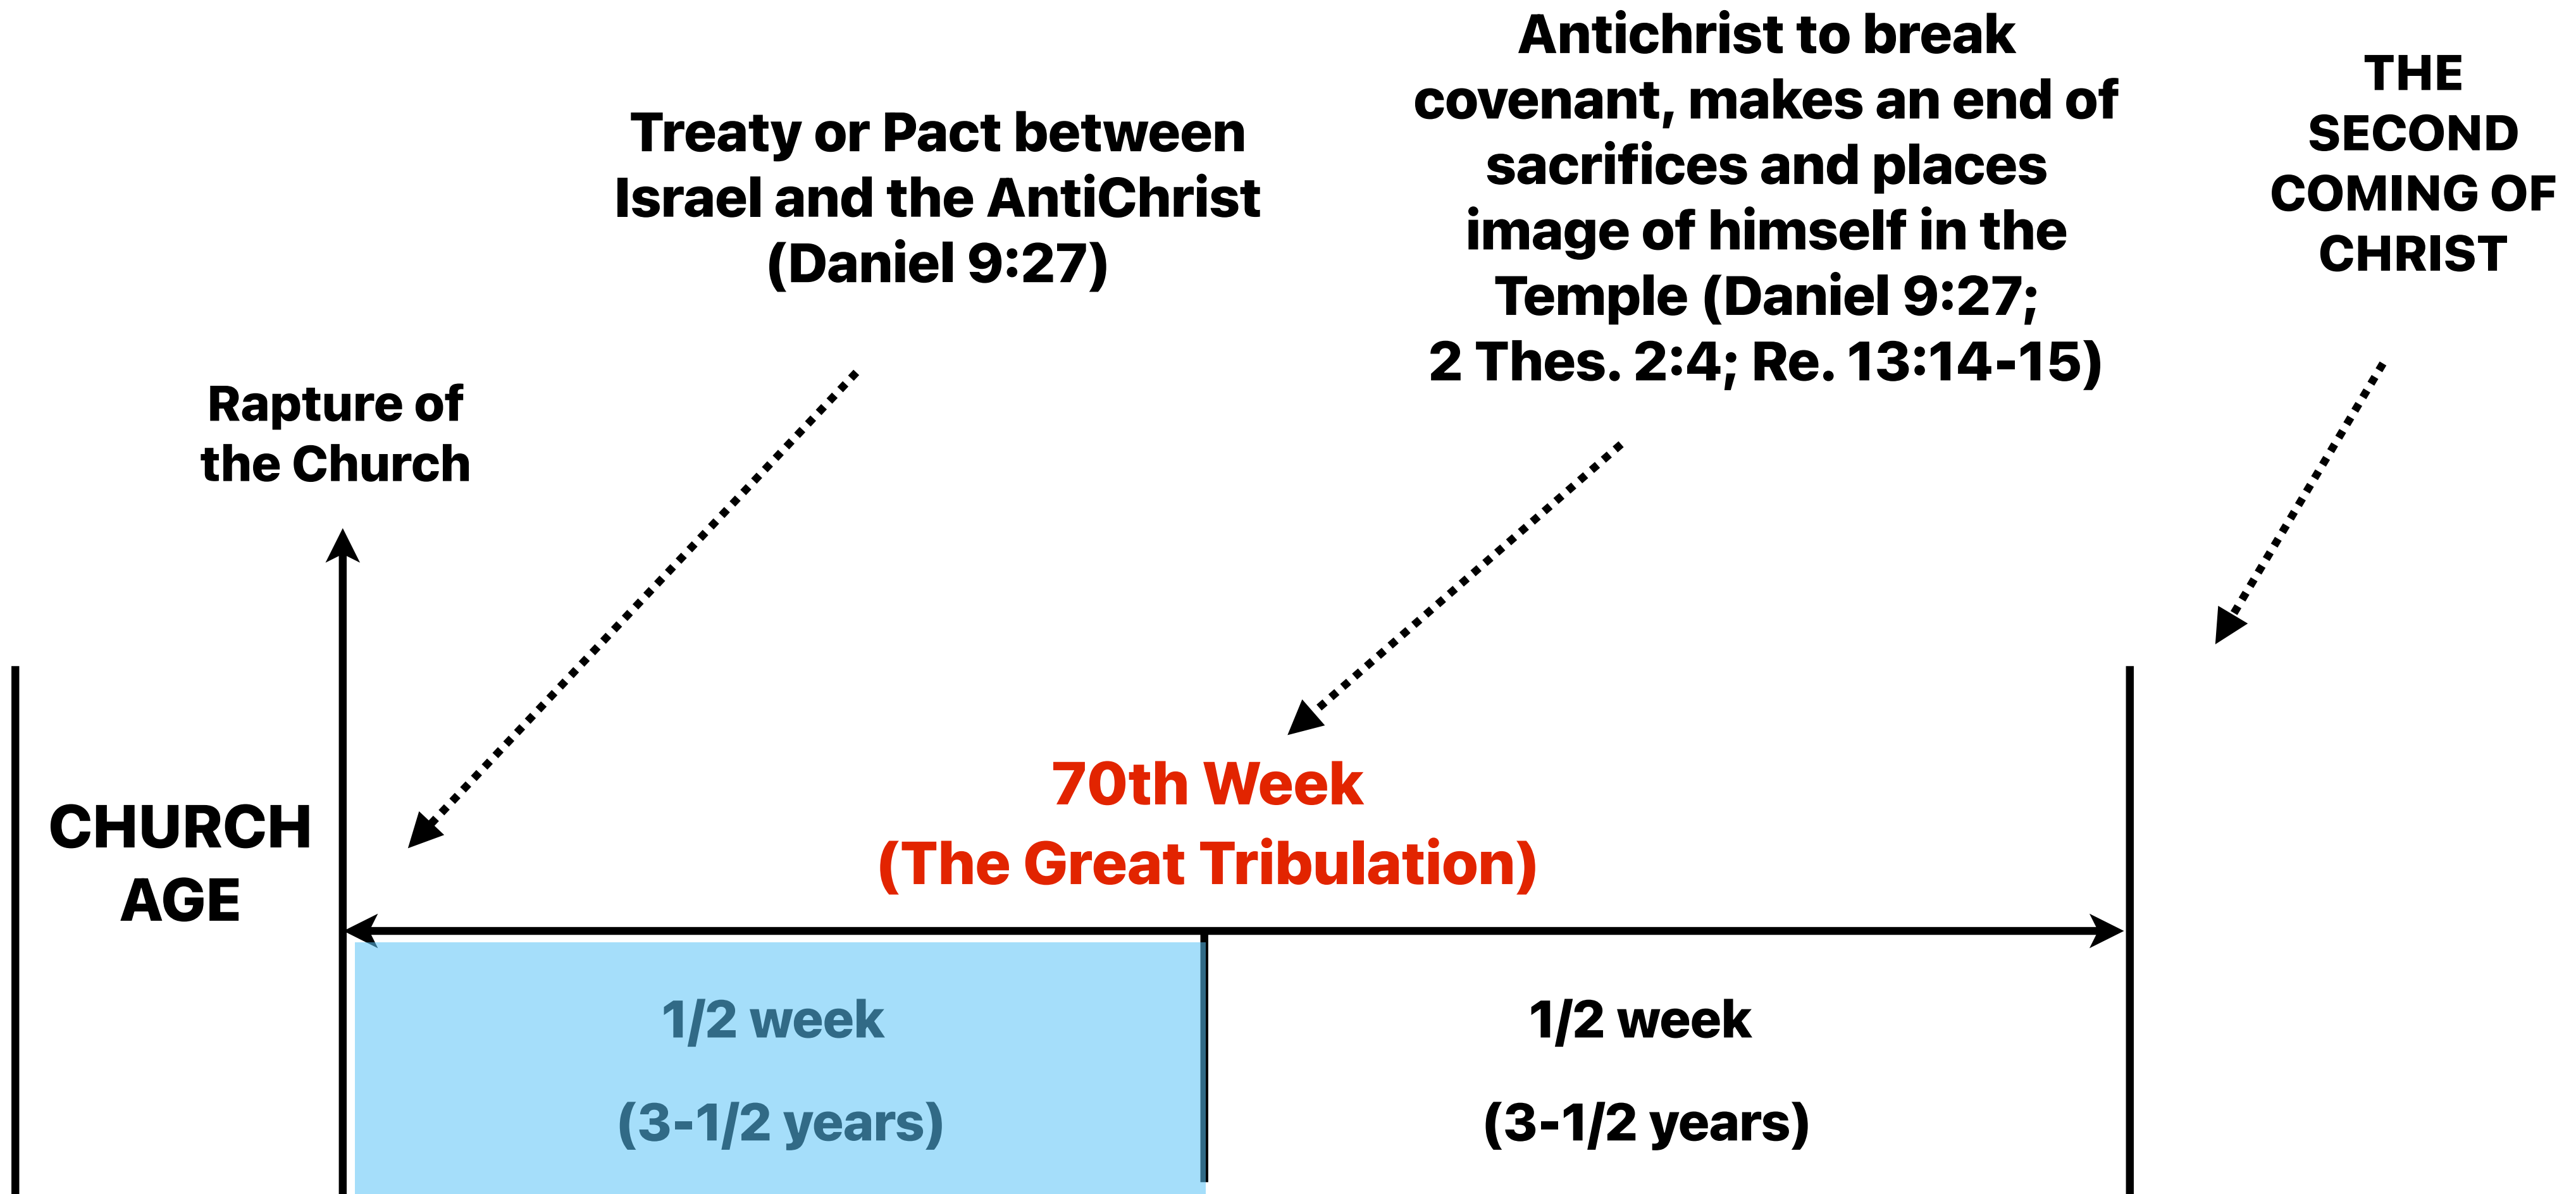 Antichrist to break
covenant, makes an end of
sacrifices and places
image of himself in the
Temple (Daniel 9:27;
2 Thes. 2:4; Re. 13:14-15)
THE
SECOND
COMING OF
CHRIST
Treaty or Pact between
Israel and the AntiChrist
(Daniel 9:27)
Rapture of
the Church
CHURCH
AGE
70th Week
(The Great Tribulation)
1/2 week
(3-1/2 years)
1/2 week
(3-1/2 years)